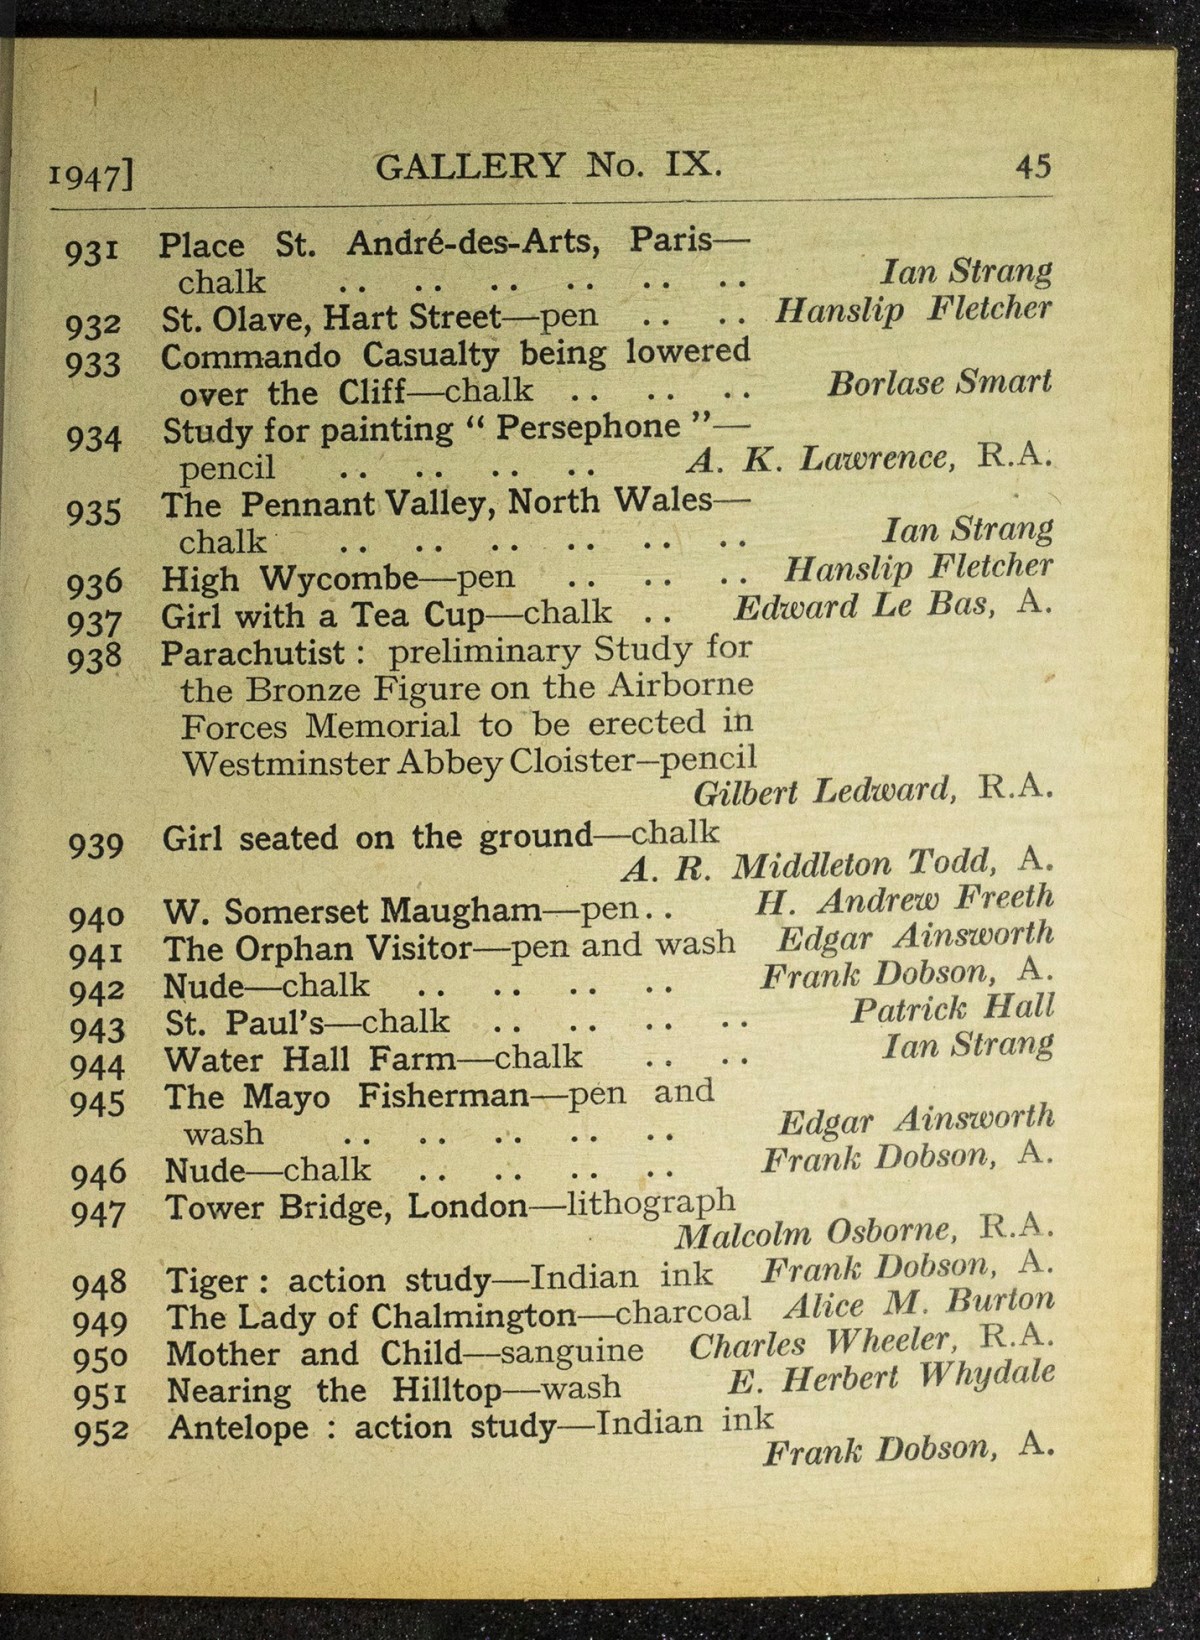 1947] GALLERY No. IX. 45
931 Place St. André-des-Arts, Paris—
chalk .. .. .. .. .. .. Ian Strang
932 St. Olave, Hart Street—pen .. .. Hanslip Fletcher
933 Commando Casualty being lowered
over the Cliff—chalk .. .. .. Borlase Smart
934 Study for painting “ Persephone ”—
pencil .. .. .. .. A. K. Lawrence, R.A.
935 The Pennant Valley, North Wales—
chalk .. .. .. .. .. .. Ian Strang
936 High Wycombe—pen .. .. .. Hanslip Fletcher
937 Girl with a Tea Cup—chalk .. Edward Le Bas, A.
938 Parachutist : preliminary Study for
the Bronze Figure on the Airborne
Forces Memorial to be erected in
Westminster Abbey Cloister—pencil
Gilbert Ledward, R.A.
939 Girl seated on the ground—chalk
A. R. Middleton Todd, A.
940 W. Somerset Maugham—pen .. H. Andrew Freeth
941 The Orphan Visitor—pen and wash Edgar Ainsworth
942 Nude—chalk .. .. .. .. Frank Dobson, A.
943 St. Paul's—chalk .. .. .. .. Patrick Hall
944 Water Hall Farm—chalk .. .. Ian Strang
945 The Mayo Fisherman—pen and
wash .. .. .. .. .. Edgar Ainsworth
946 Nude—chalk .. .. .. .. Frank Dobson, A.
947 Tower Bridge, London—lithograph
Malcolm Osborne, R.A.
948 Tiger : action study—Indian ink Frank Dobson, A.
949 The Lady of Chalmington—charcoal Alice M. Burton
950 Mother and Child—sanguine Charles Wheeler, R.A.
951 Nearing the Hilltop—wash E. Herbert Whydale
952 Antelope : action study—Indian ink
Frank Dobson, A.